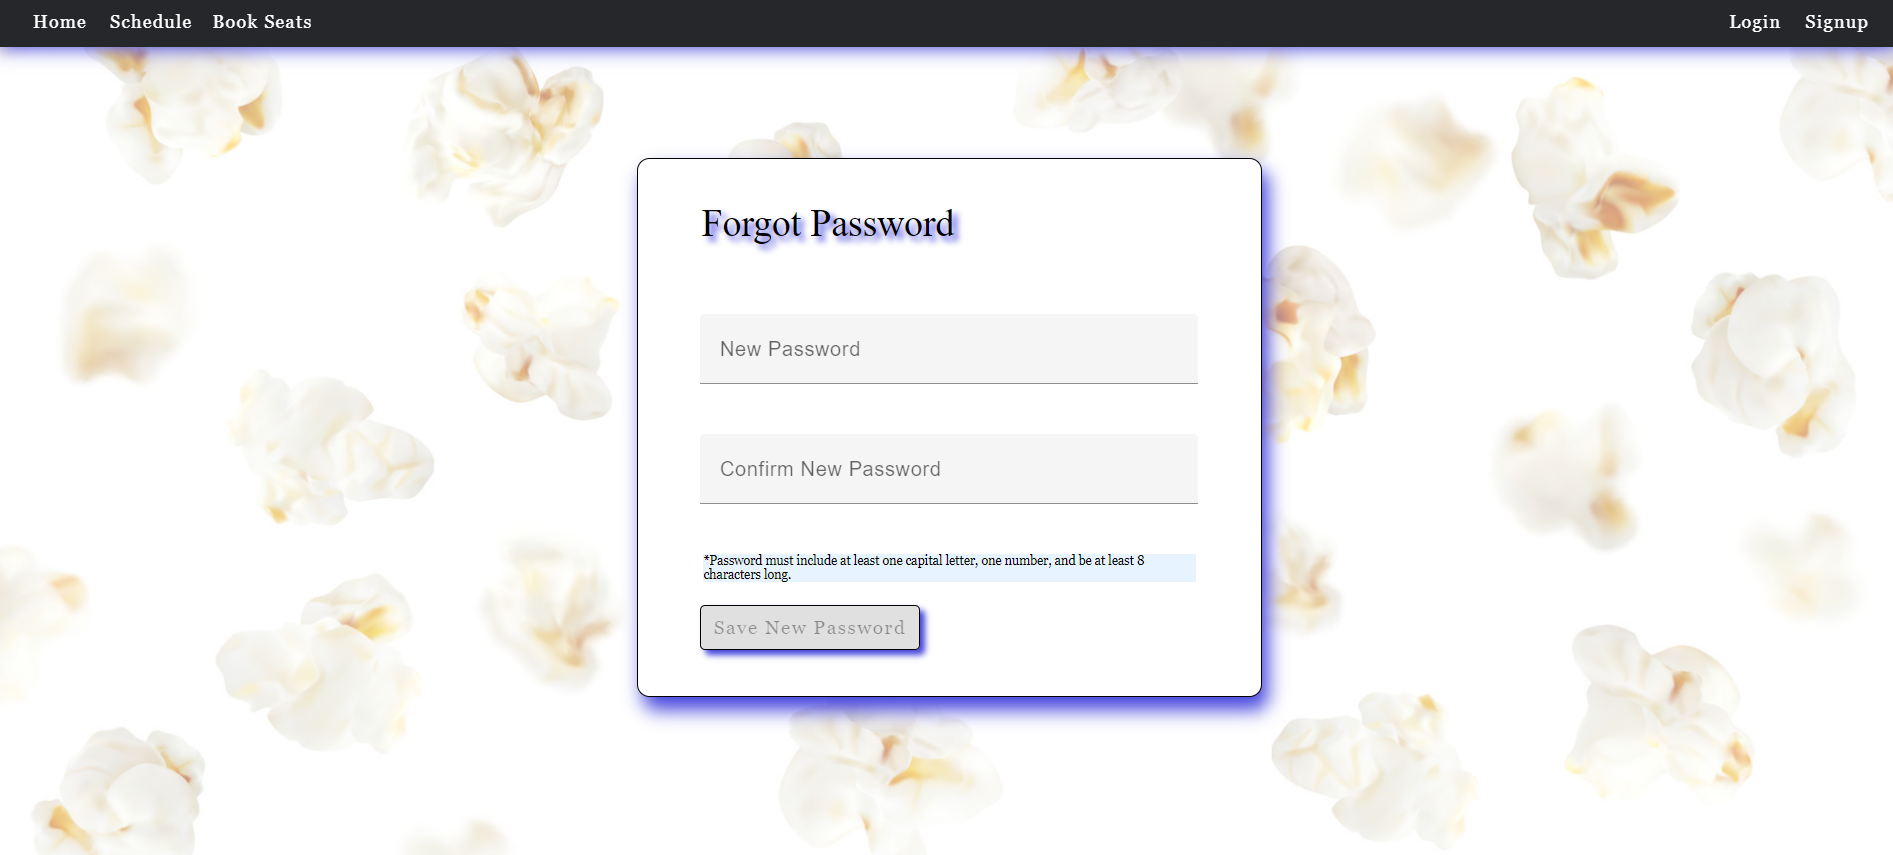 Home Schedule Book Seats Login Signup
Forgot Password
New Password
Confirm New Password
*Password must include at least one capital letter, one number, and be at least 8
characters long.
Save New Password